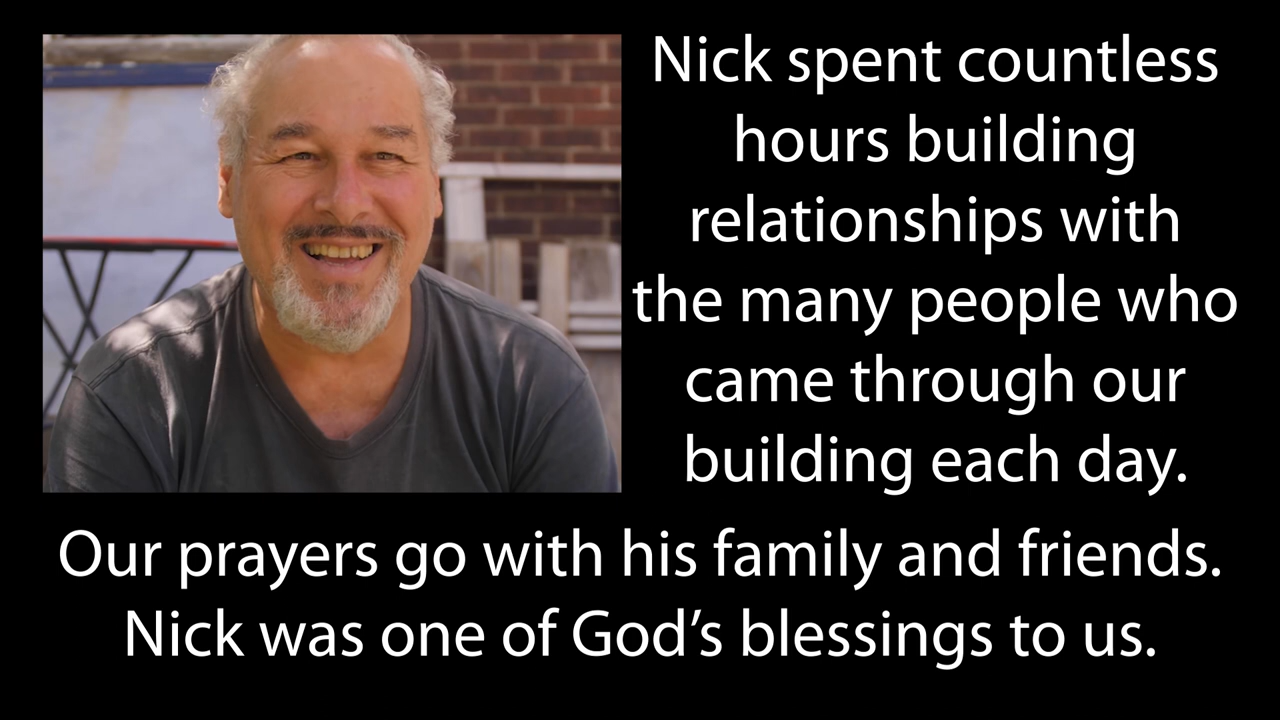 Nick spent countless
hours building
relationships with
the many people who
came through our
building each day.
Our prayers go with his family and friends.
Nick was one of God’s blessings to us.